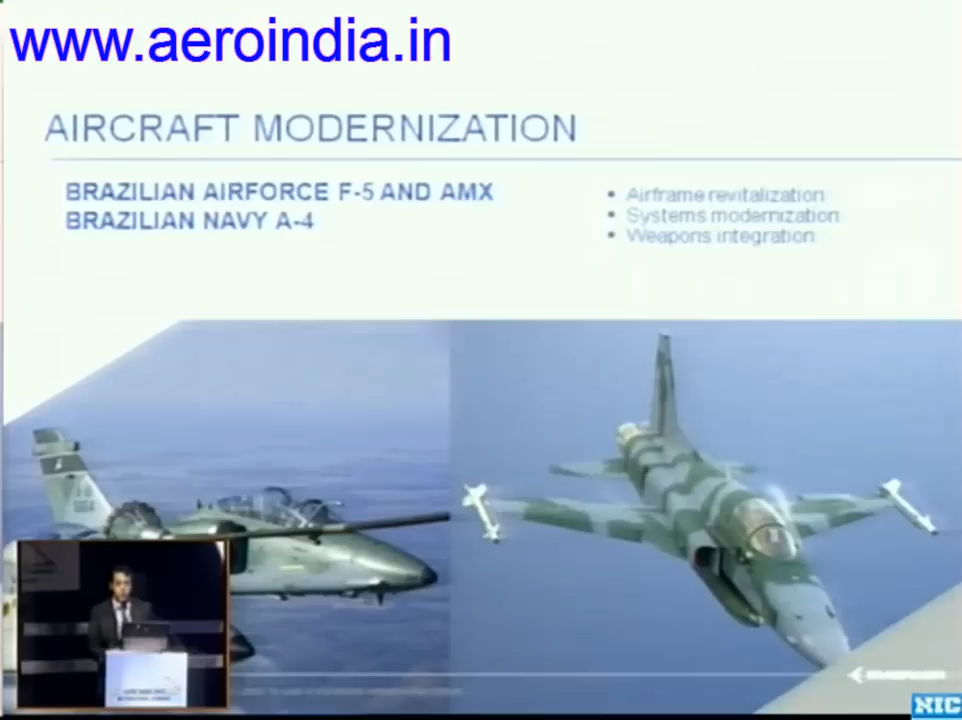 www.aeroindia.in
AIRCRAFT MODERNIZATION
BRAZILIAN AIRFORCE F-5 AND AMX
BRAZILIAN NAVY A-4
• Airframe revitalization
• Systems modernization
• Weapons integration
NIC